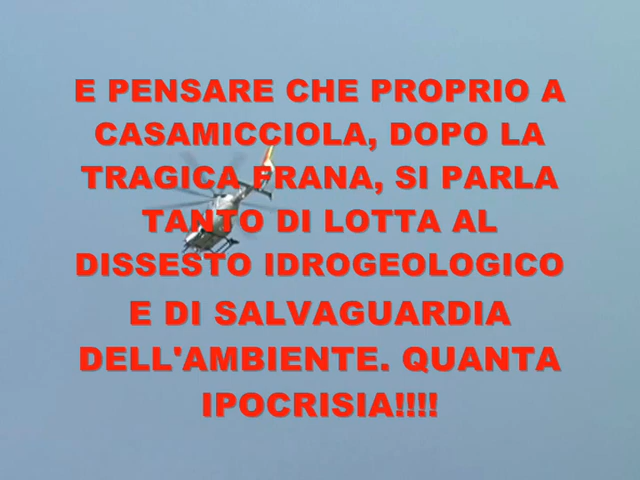 E PENSARE CHE PROPRIO A
CASAMICCIOLA, DOPO LA
TRAGICA FRANA, SI PARLA
TANTO DI LOTTA AL
DISSESTO IDROGEOLOGICO
E DI SALVAGUARDIA
DELL'AMBIENTE. QUANTA
IPOCRISIA!!!!